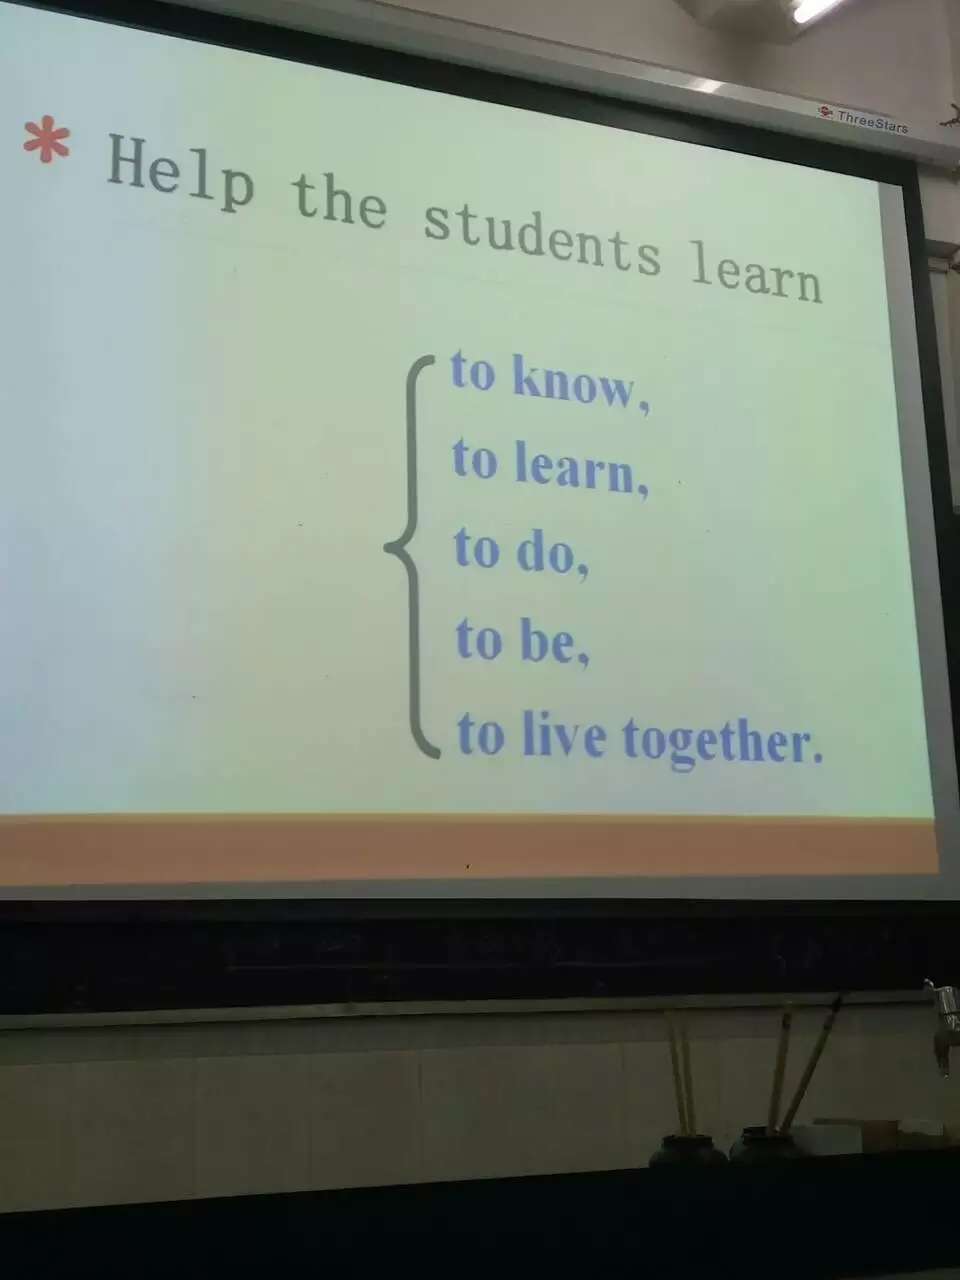 ThreeStars
* Help the students learn
to know,
to learn,
to do,
to be,
to live together.